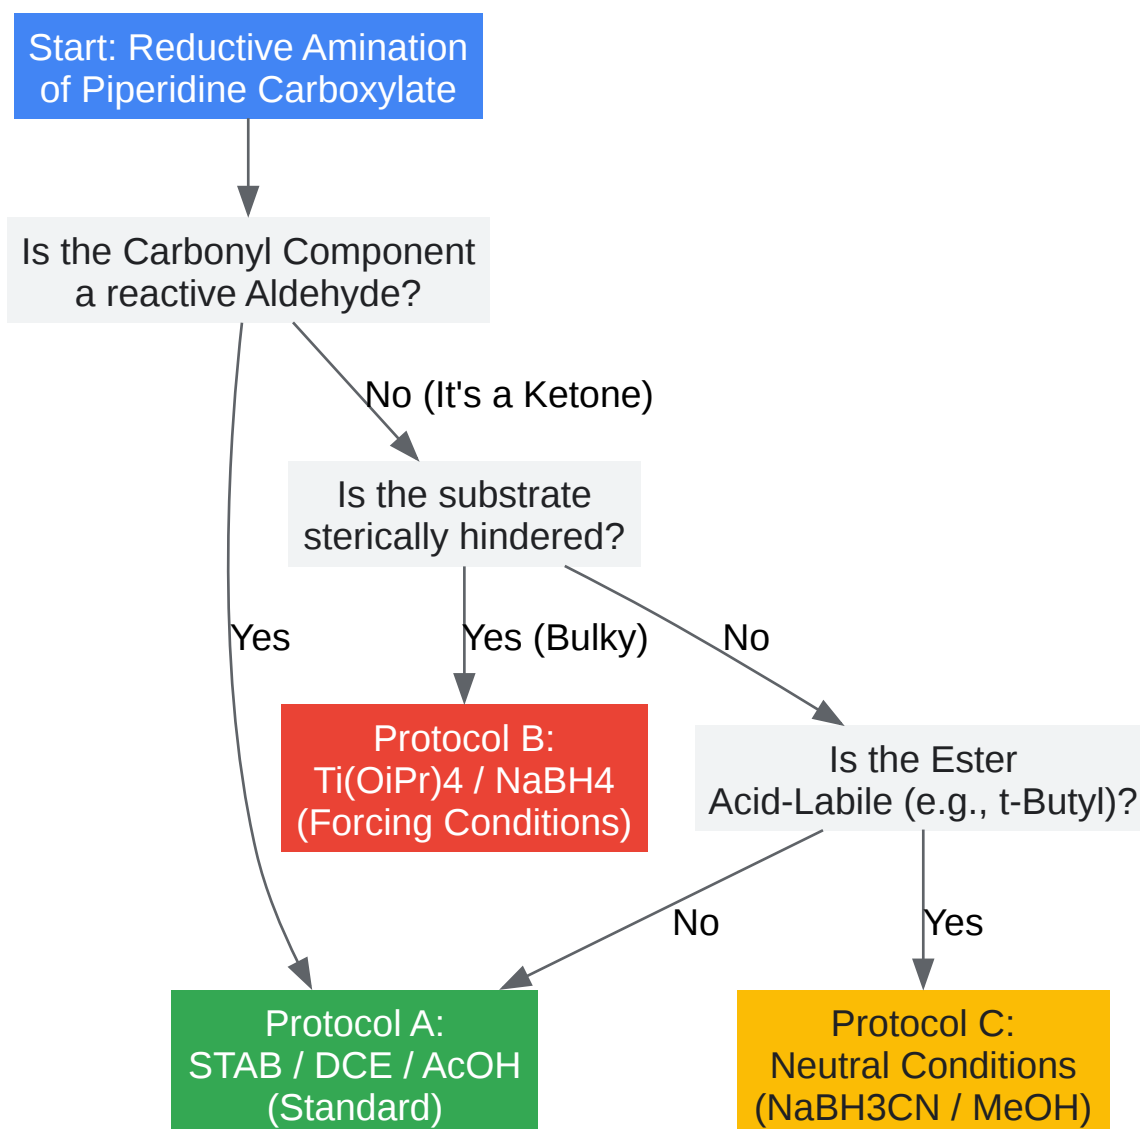 Start: Reductive Amination
of Piperidine Carboxylate
Is the Carbonyl Component
a reactive Aldehyde?
No (It's a Ketone)
Is the substrate
sterically hindered?
Yes
Yes (Bulky)
No
Protocol B:
Ti(OiPr)4 / NaBH4
(Forcing Conditions)
Is the Ester
Acid-Labile (e.g., t-Butyl)?
No
Yes
Protocol A:
STAB / DCE / AcOH
(Standard)
Protocol C:
Neutral Conditions
(NaBH3CN / MeOH)